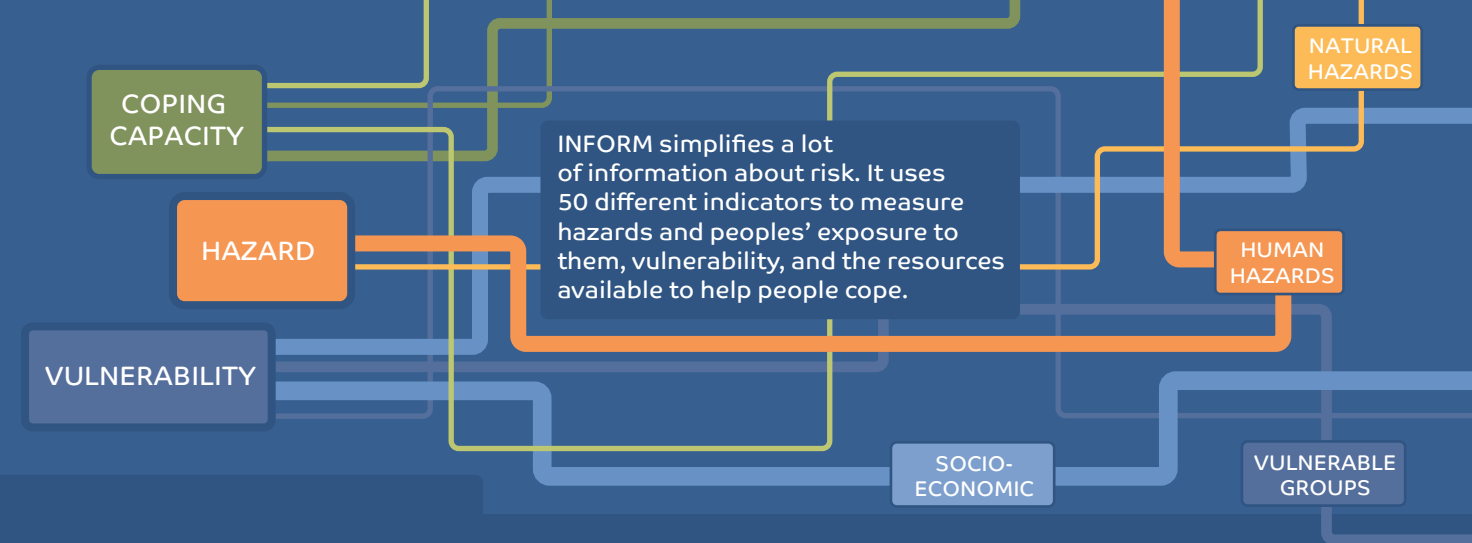 NATURAL
HAZARDS
COPING
CAPACITY
INFORM simplifies a lot
of information about risk. It uses
50 different indicators to measure
hazards and peoples’ exposure to
them, vulnerability, and the resources
available to help people cope.
HAZARD
HUMAN
HAZARDS
VULNERABILITY
SOCIO-
ECONOMIC
VULNERABLE
GROUPS